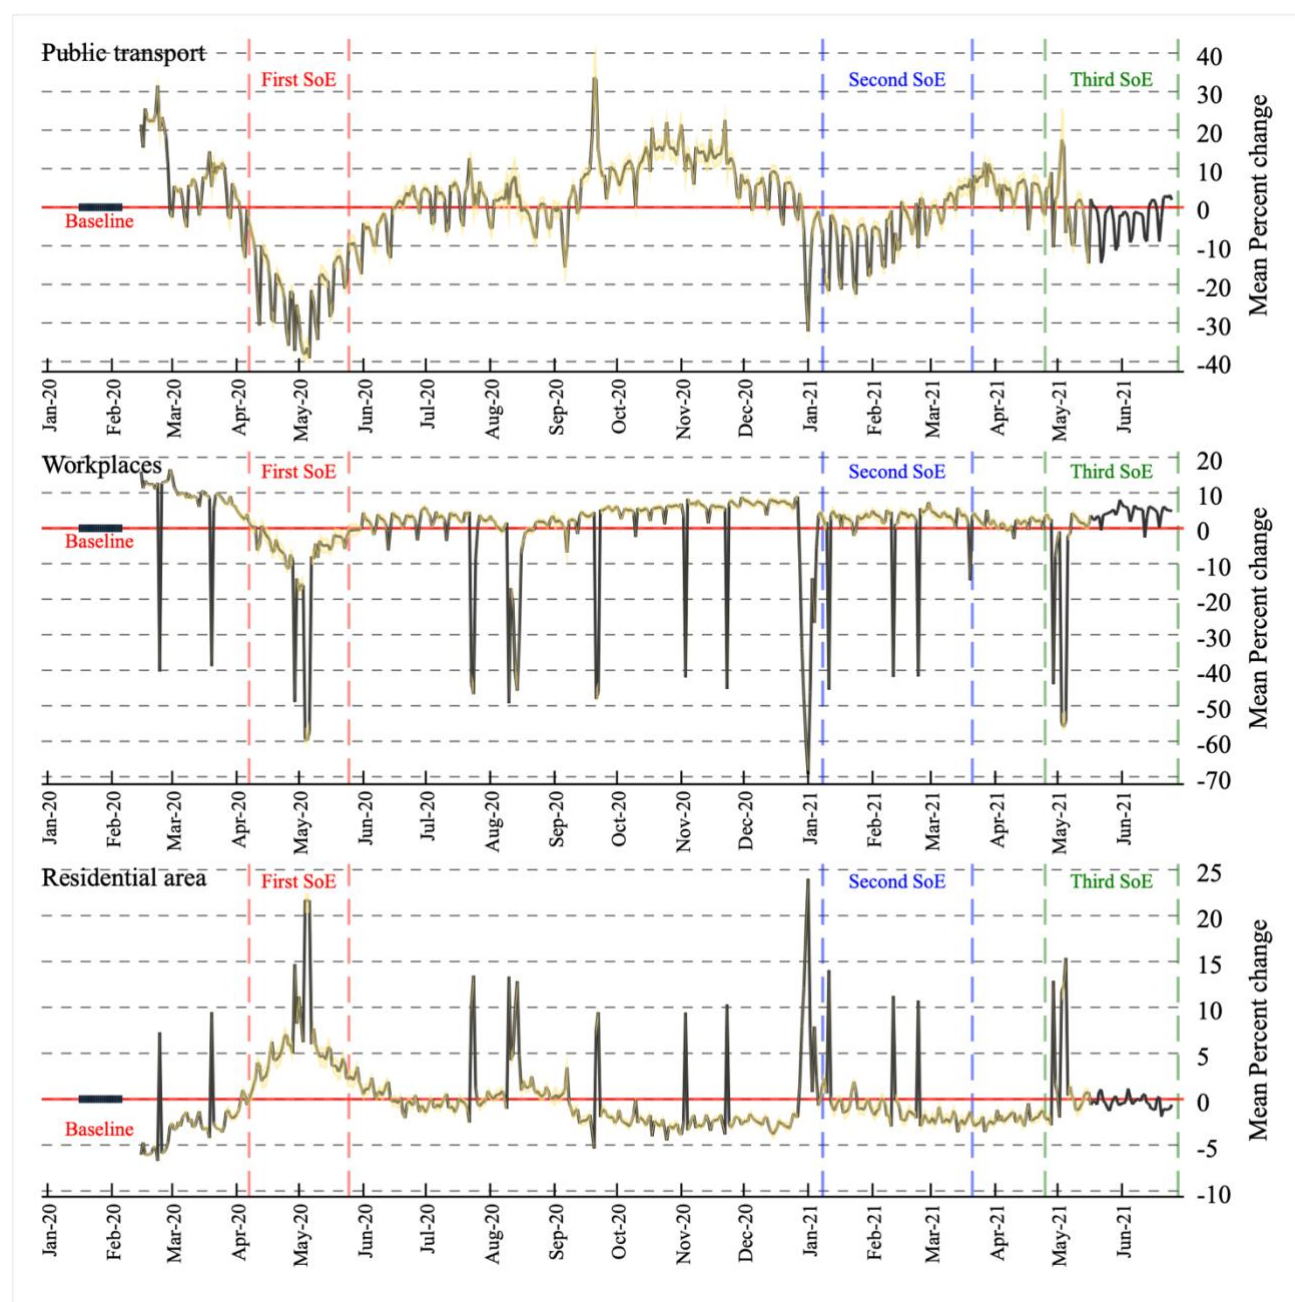 Public transport
First SoE
Second SoE
Third SoE
Baseline
40
30
20
10
0
-10
-20
-30
-40
Mean Percent change
Jan-20
Feb-20
Mar-20
Apr-20
May-20
Jun-20
Jul-20
Aug-20
Sep-20
Oct-20
Nov-20
Dec-20
Jan-21
Feb-21
Mar-21
Apr-21
May-21
Jun-21
Workplaces
First SoE
Second SoE
Third SoE
Baseline
20
10
0
-10
-20
-30
-40
-50
-60
-70
Mean Percent change
Jan-20
Feb-20
Mar-20
Apr-20
May-20
Jun-20
Jul-20
Aug-20
Sep-20
Oct-20
Nov-20
Dec-20
Jan-21
Feb-21
Mar-21
Apr-21
May-21
Jun-21
Residential area
First SoE
Second SoE
Third SoE
Baseline
25
20
15
10
5
0
-5
-10
Mean Percent change
Jan-20
Feb-20
Mar-20
Apr-20
May-20
Jun-20
Jul-20
Aug-20
Sep-20
Oct-20
Nov-20
Dec-20
Jan-21
Feb-21
Mar-21
Apr-21
May-21
Jun-21